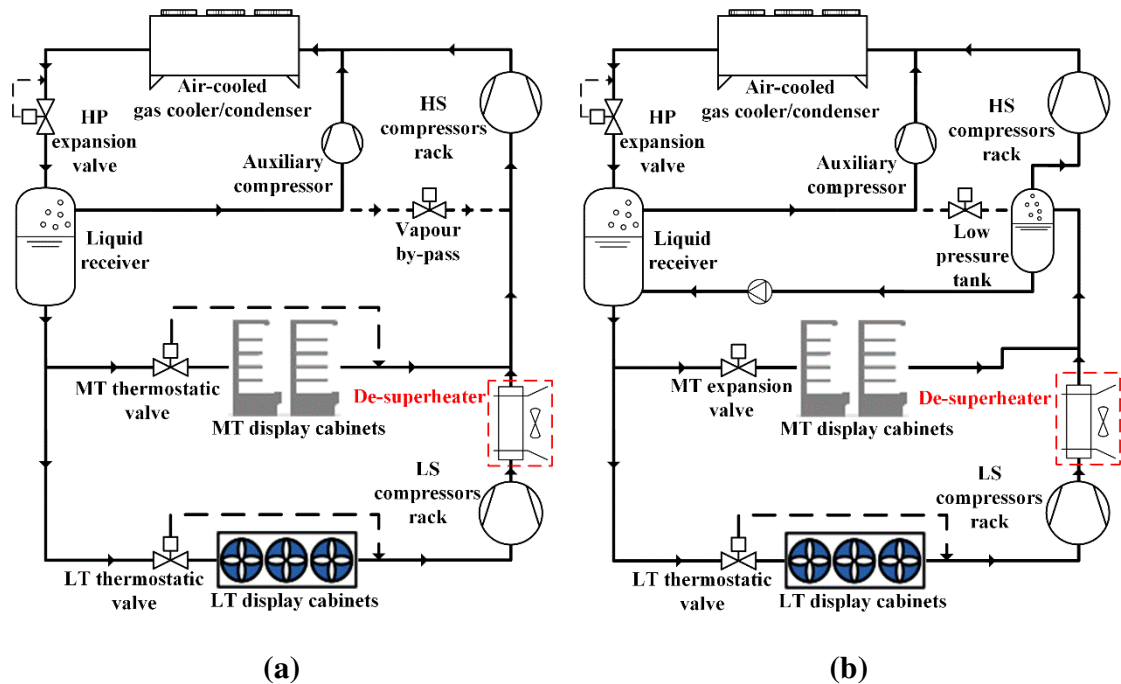 Air-cooled
gas cooler/condenser
HP
expansion
valve
HS
compressors
rack
Auxiliary
compressor
Vapour
by-pass
Liquid
receiver
MT thermostatic
valve
De-superheater
MT display cabinets
LS
compressors
rack
LT thermostatic
valve
LT display cabinets
(a)
Air-cooled
gas cooler/condenser
HP
expansion
valve
HS
compressors
rack
Auxiliary
compressor
Low
pressure
tank
Liquid
receiver
MT expansion
valve
De-superheater
MT display cabinets
LS
compressors
rack
LT thermostatic
valve
LT display cabinets
(b)